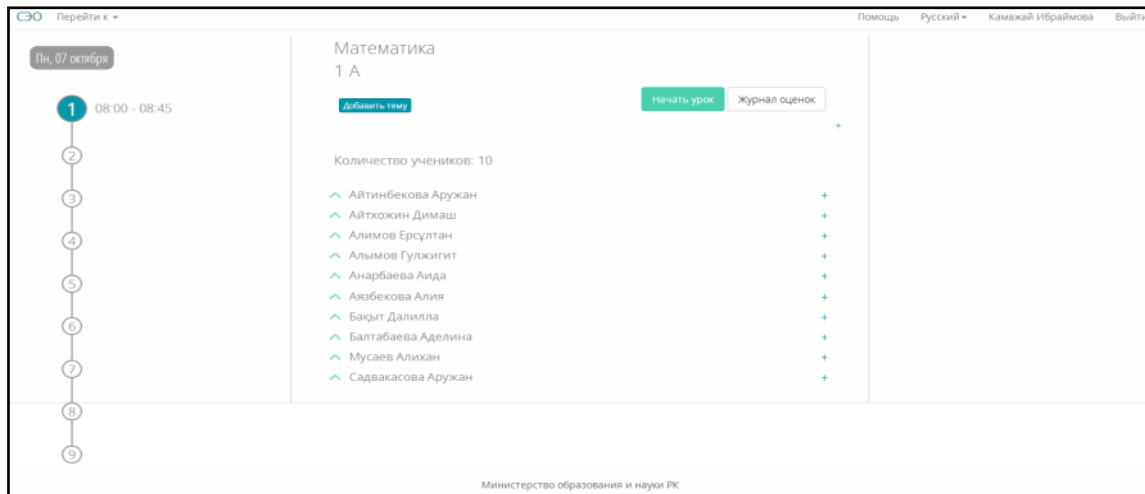 СЭО Перейти к Помощь Русский Камажай Ибраймова Выйти
Пн, 07 октября
1 08:00 - 08:45
2
3
4
5
6
7
8
9
Математика
1 А
Добавить тему Начать урок Журнал оценок
+
Количество учеников: 10
Айтинбекова Аружан +
Айтхожин Димаш +
Алимов Ерсұлтан +
Алымов Гулжигит +
Анарбаева Аида +
Аязбекова Алия +
Бақыт Далилла +
Балтабаева Аделина +
Мусаев Алихан +
Садвакасова Аружан +
Министерство образования и науки РК